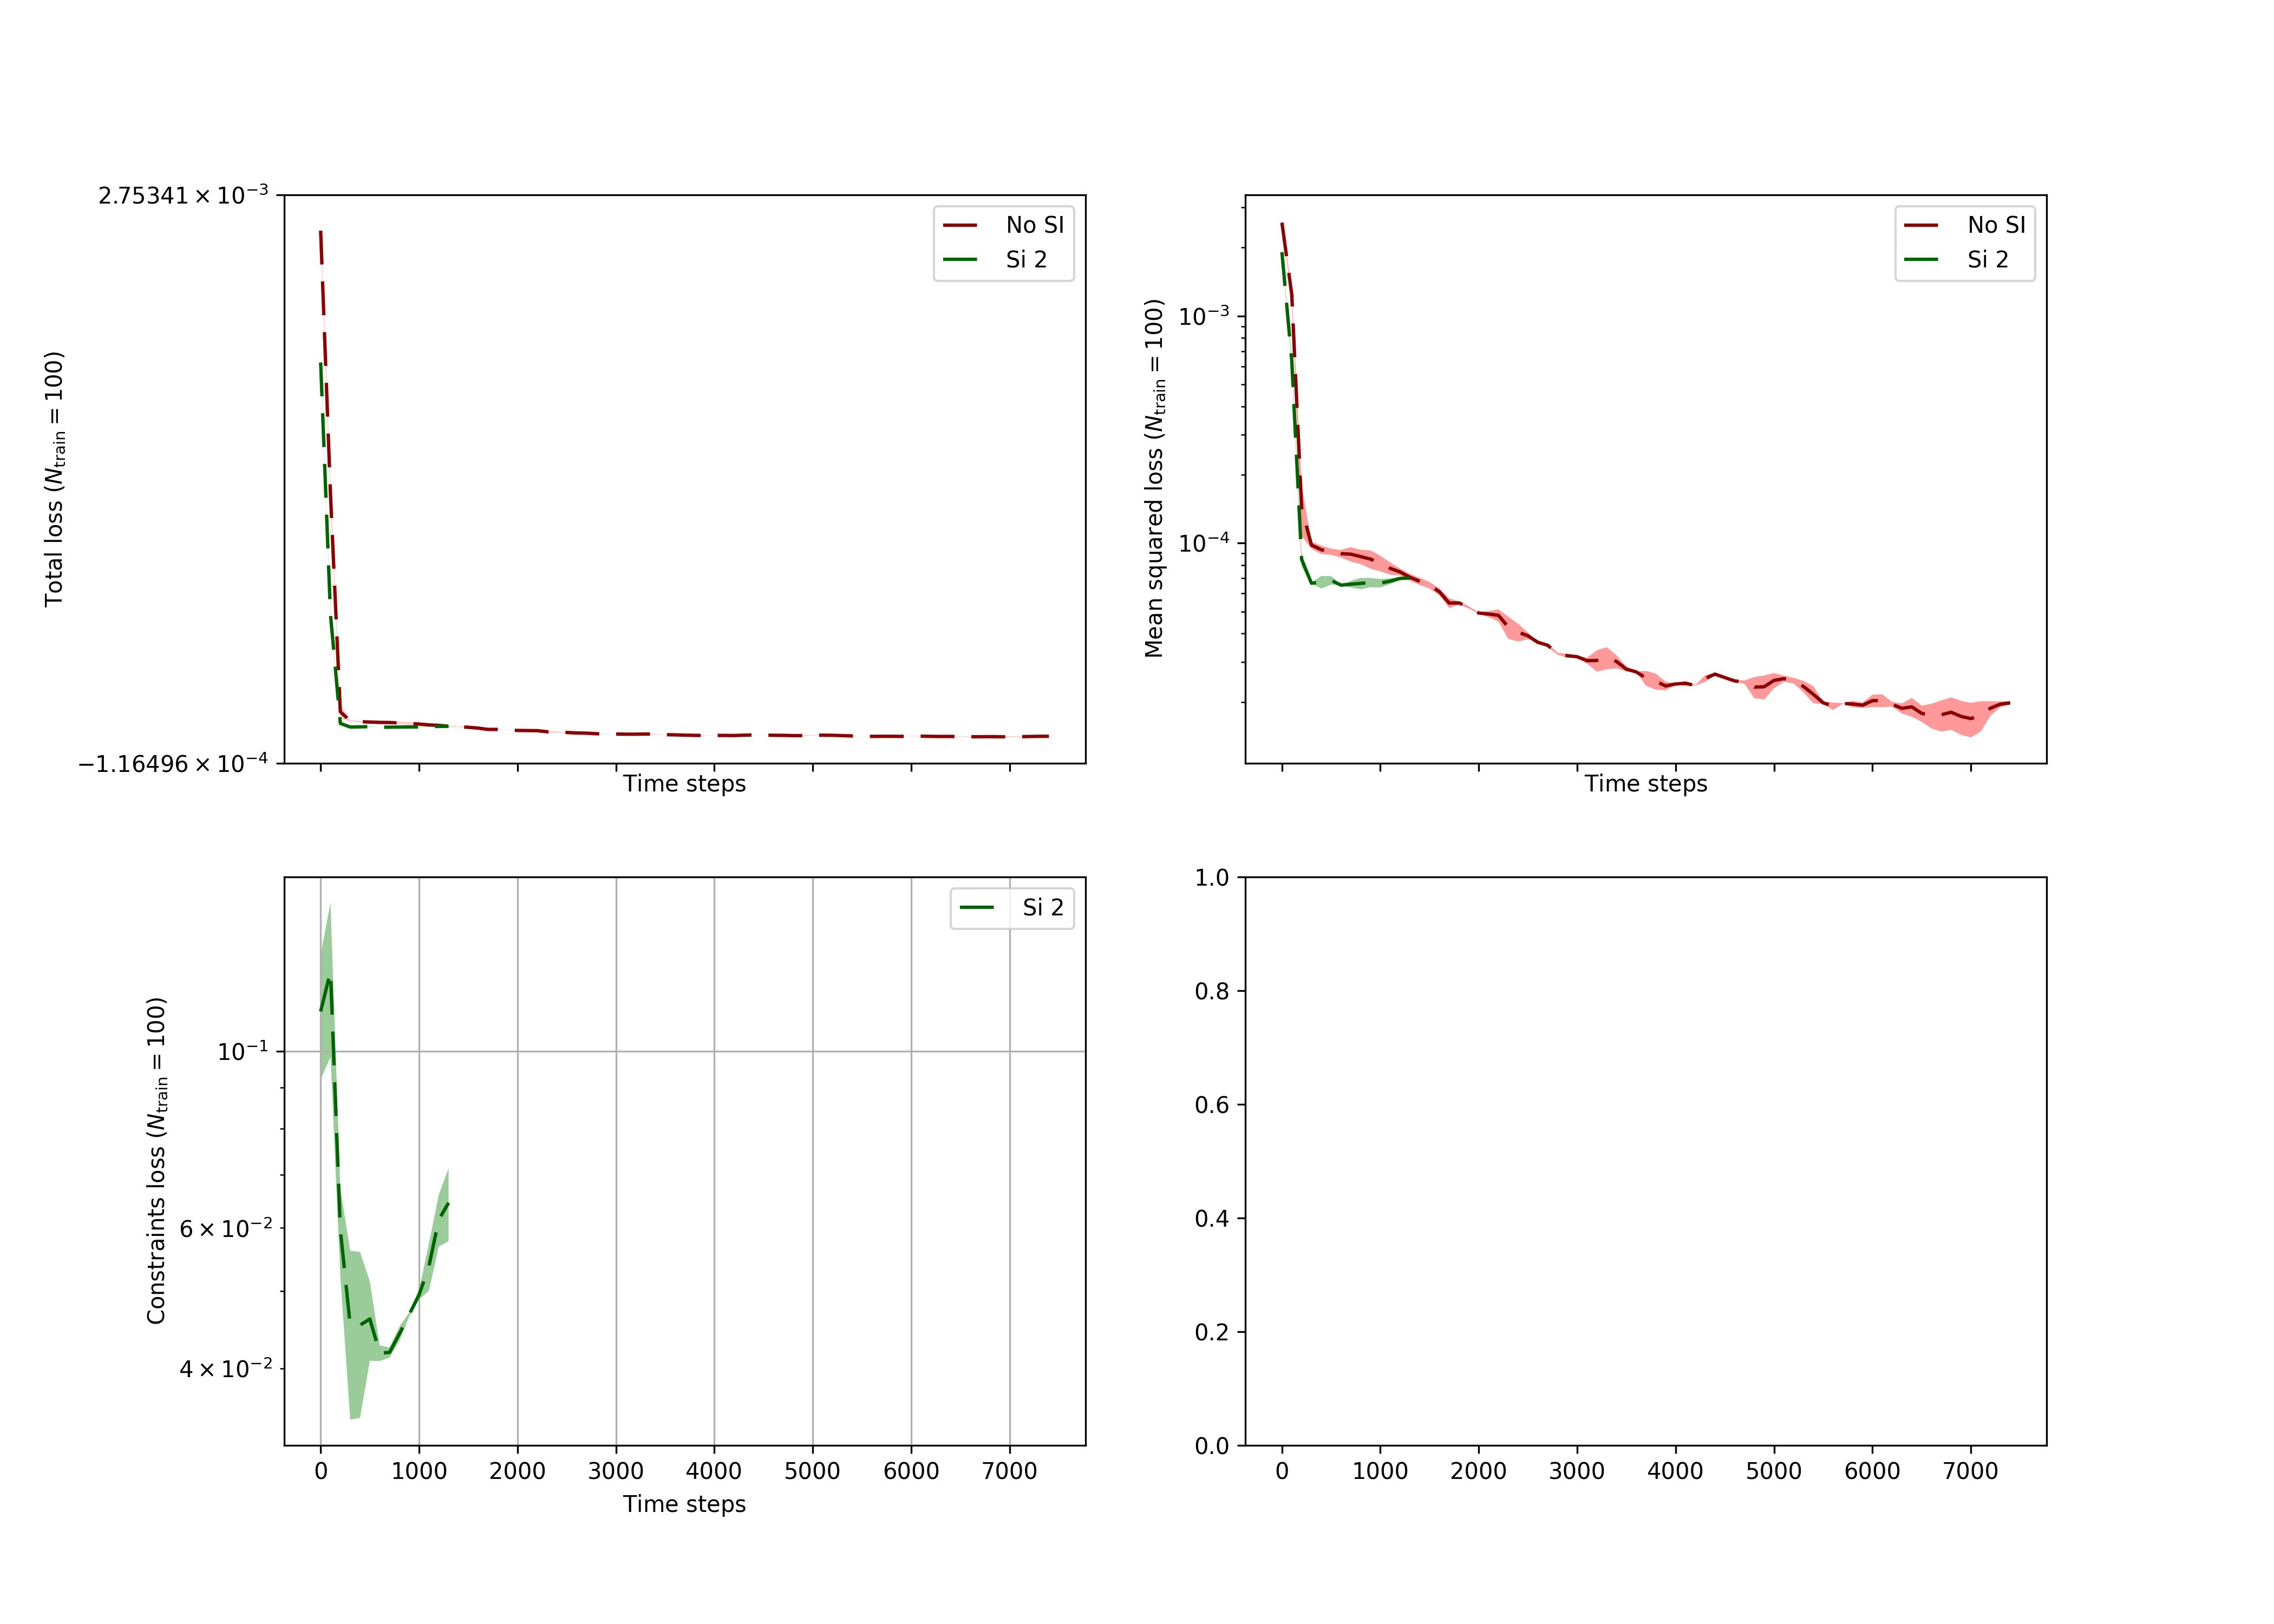 2.75341 × 10⁻³
−1.16496 × 10⁻⁴
Total loss (N_train = 100)
Time steps
No SI
Si 2
10⁻³
10⁻⁴
Mean squared loss (N_train = 100)
Time steps
No SI
Si 2
10⁻¹
6 × 10⁻²
4 × 10⁻²
Constraints loss (N_train = 100)
Si 2
0 1000 2000 3000 4000 5000 6000 7000
Time steps
1.0
0.8
0.6
0.4
0.2
0.0
0 1000 2000 3000 4000 5000 6000 7000